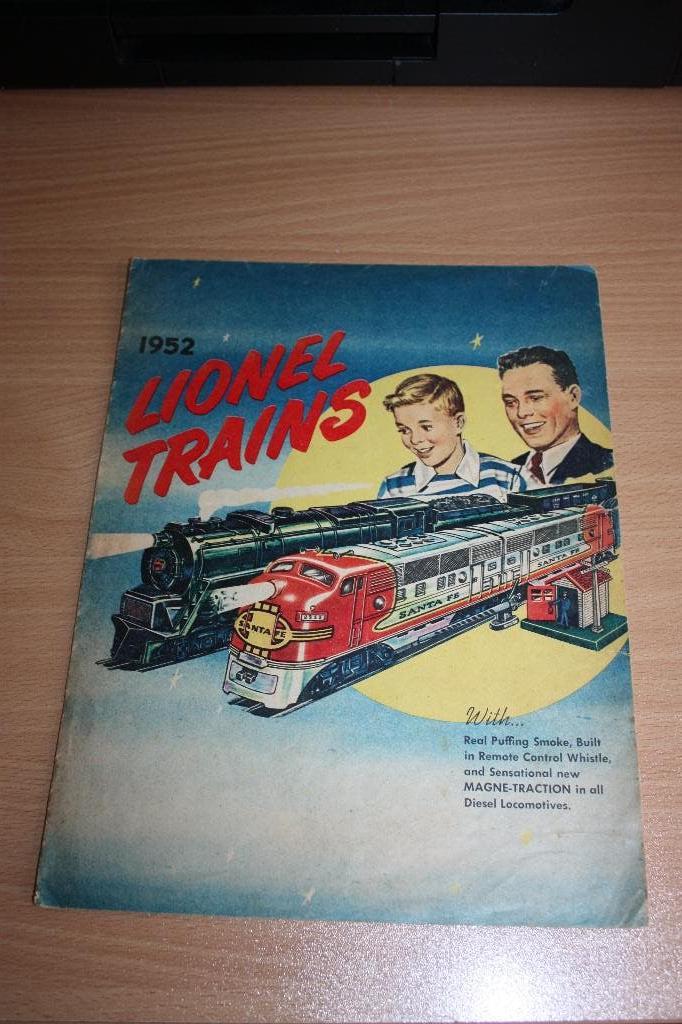 1952
LIONEL
TRAINS
SANTA FE
SANTA FE
With...
Real Puffing Smoke, Built
in Remote Control Whistle,
and Sensational new
MAGNE-TRACTION in all
Diesel Locomotives.